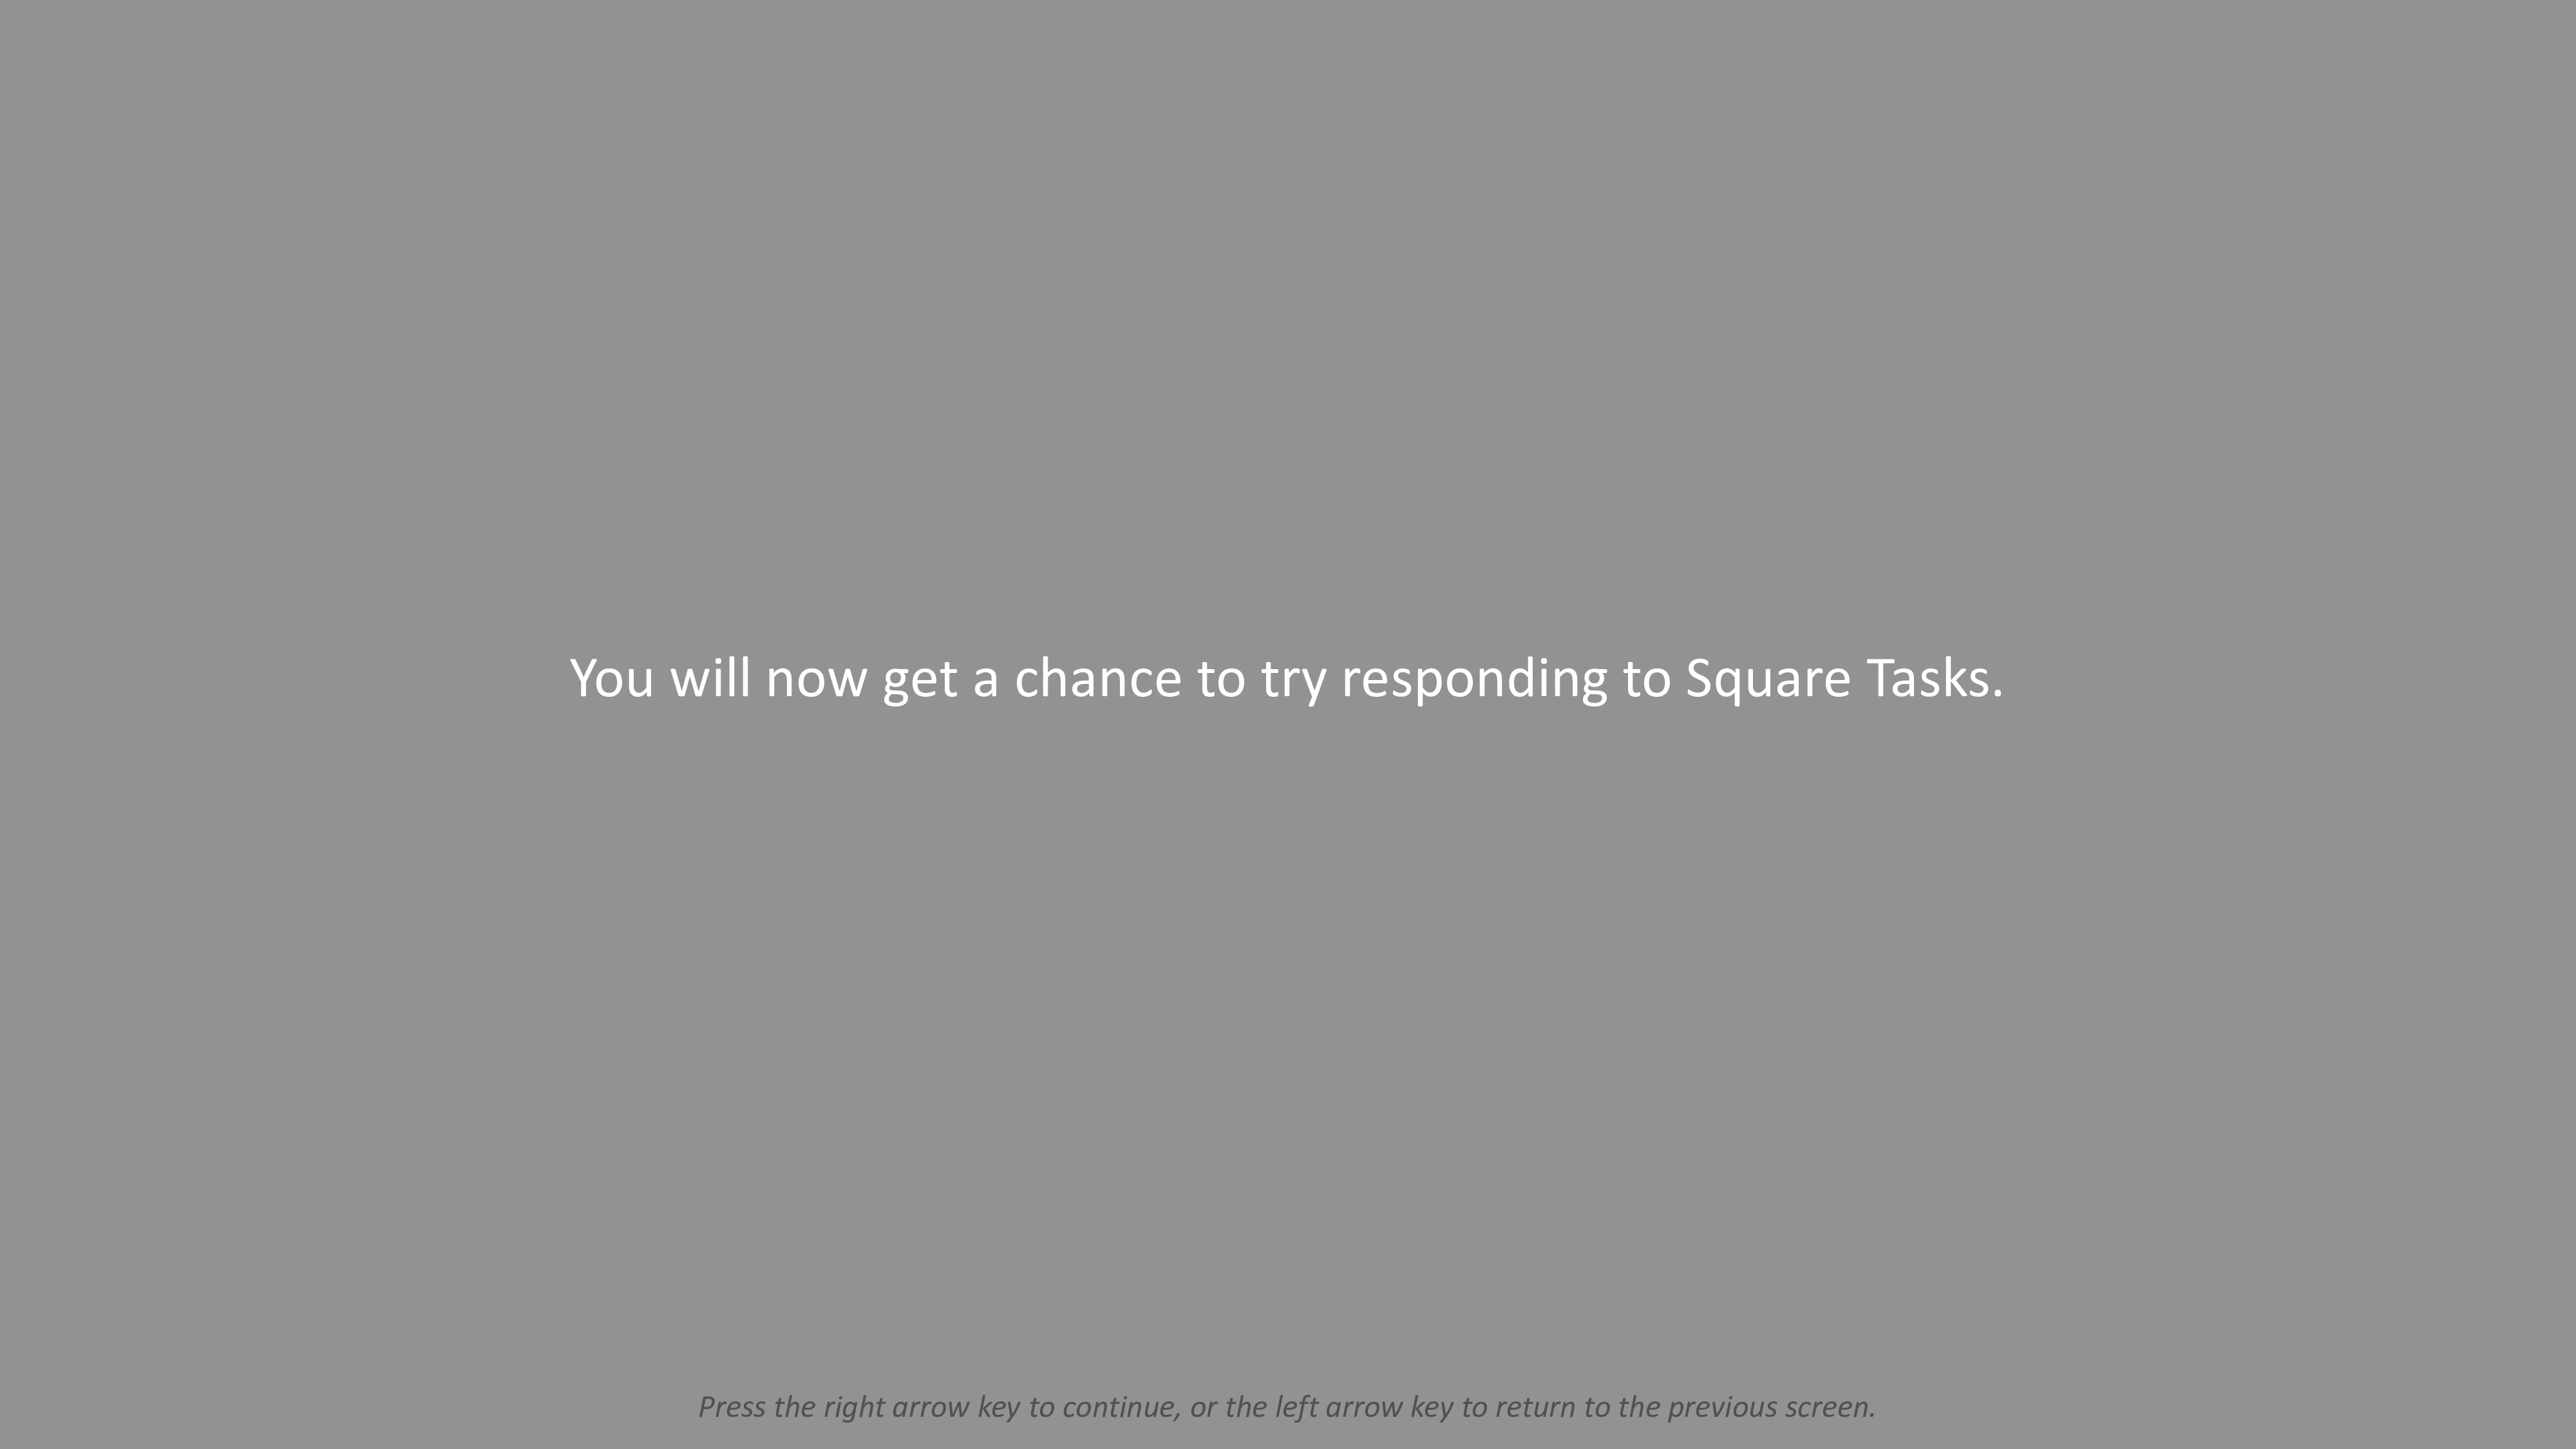 You will now get a chance to try responding to Square Tasks.
Press the right arrow key to continue, or the left arrow key to return to the previous screen.